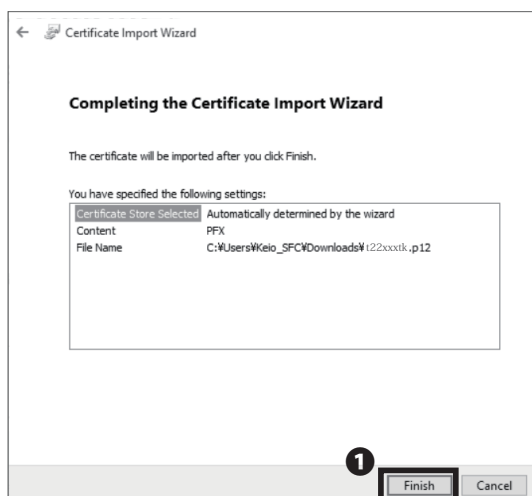 ← Certificate Import Wizard
Completing the Certificate Import Wizard
The certificate will be imported after you click Finish.
You have specified the following settings:
Certificate Store Selected Automatically determined by the wizard
Content PFX
File Name C:¥Users¥Keio_SFC¥Downloads¥t22xxxtk.p12
❶
Finish Cancel